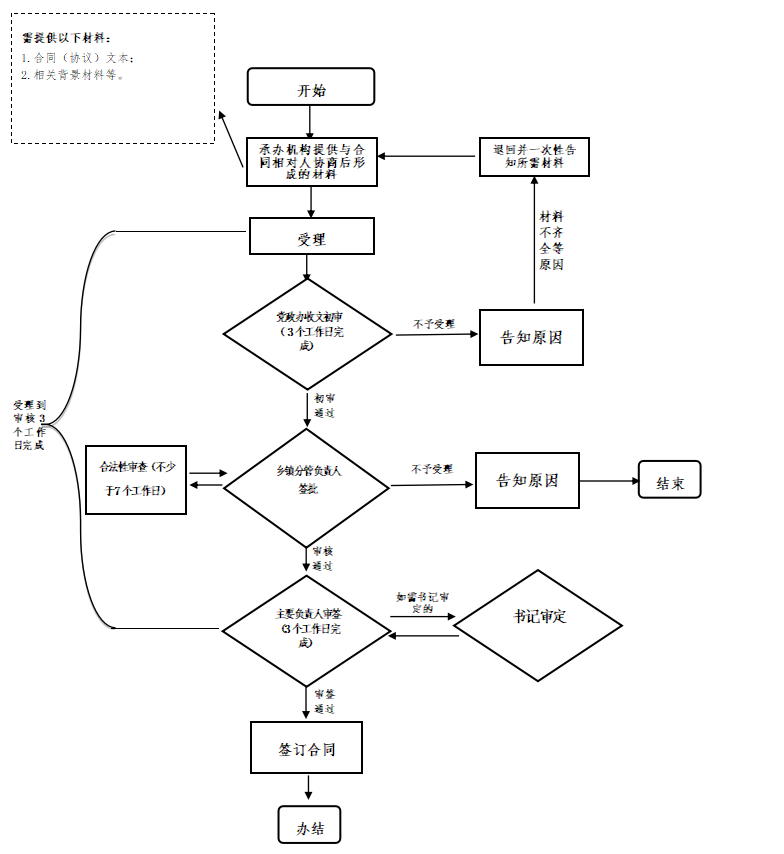 需提供以下材料：
1.合同（协议）文本；
2.相关背景材料等。
开始
承办机构提供与合
同相对人协商后形
成的材料
退回并一次性告
知所需材料
材料
不齐
全等
原因
受理
党政办收文初审
（3个工作日完
成）
不予受理
告知原因
初审
通过
受理到
审核3
个工作
日完成
合法性审查（不少
于7个工作日）
乡镇分管负责人
签批
不予受理
告知原因
结束
审核
通过
主要负责人审签
（3个工作日完
成）
如需书记审
定的
书记审定
审签
通过
签订合同
办结